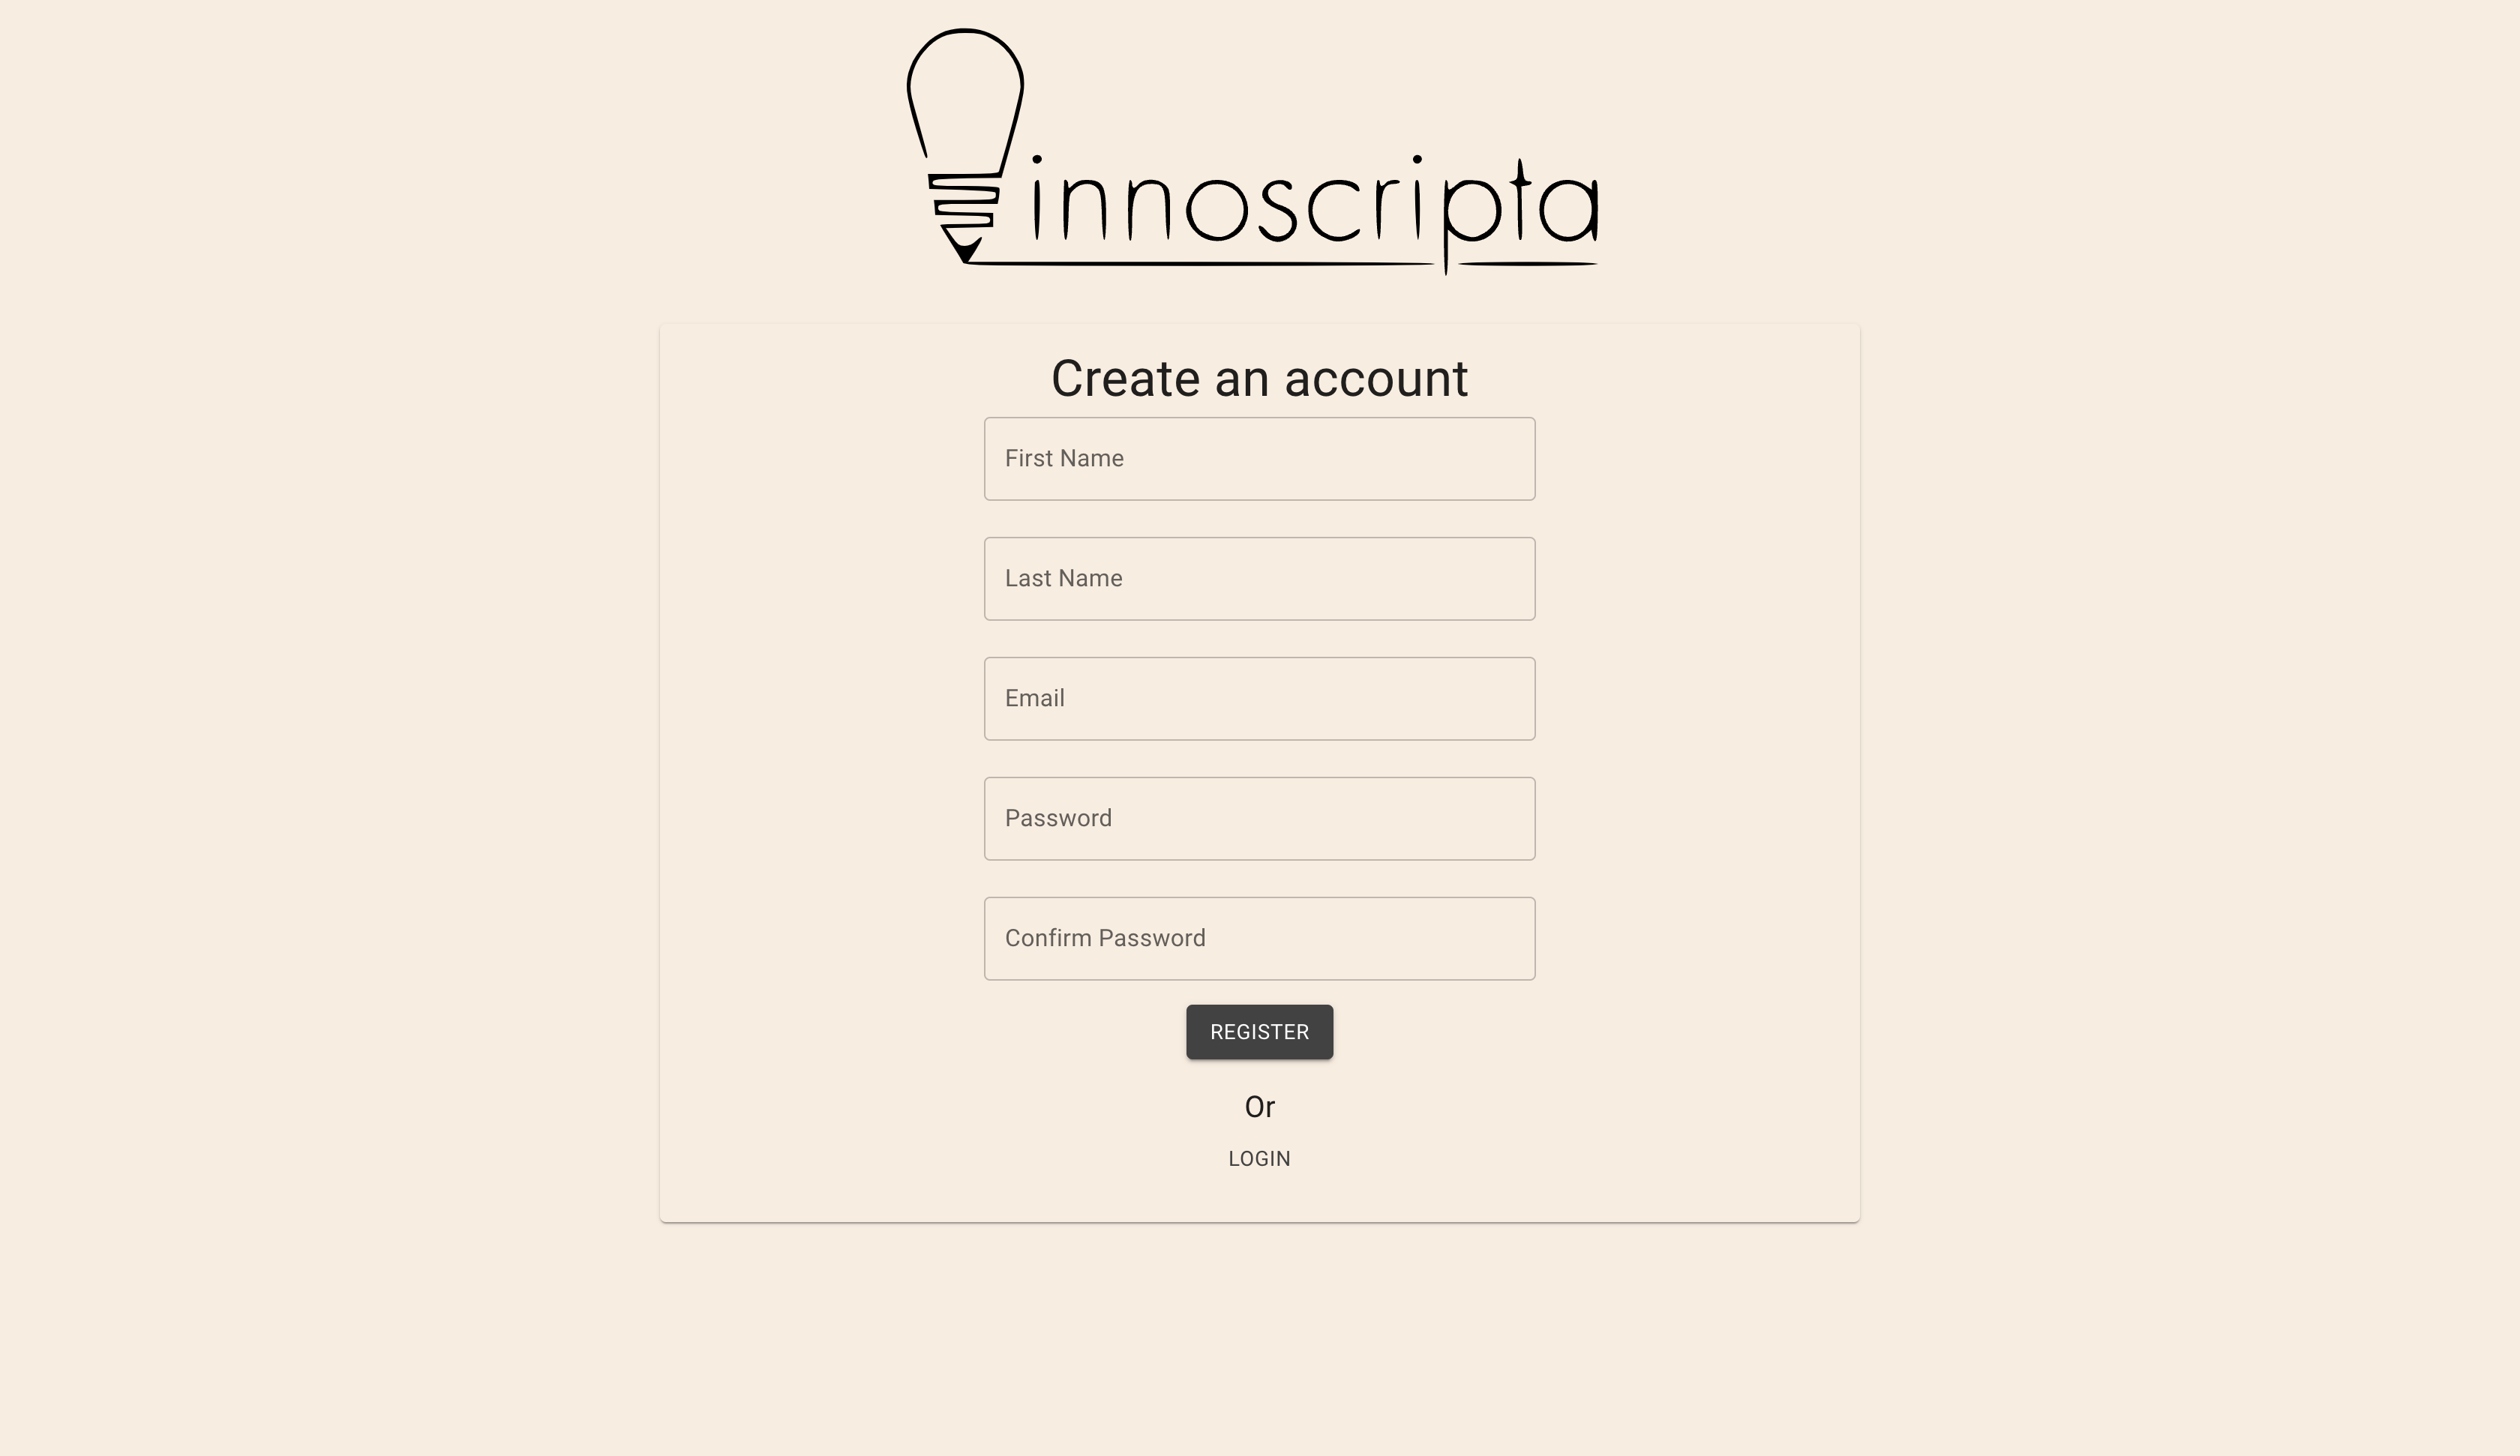 innoscripta
Create an account
First Name
Last Name
Email
Password
Confirm Password
REGISTER
Or
LOGIN